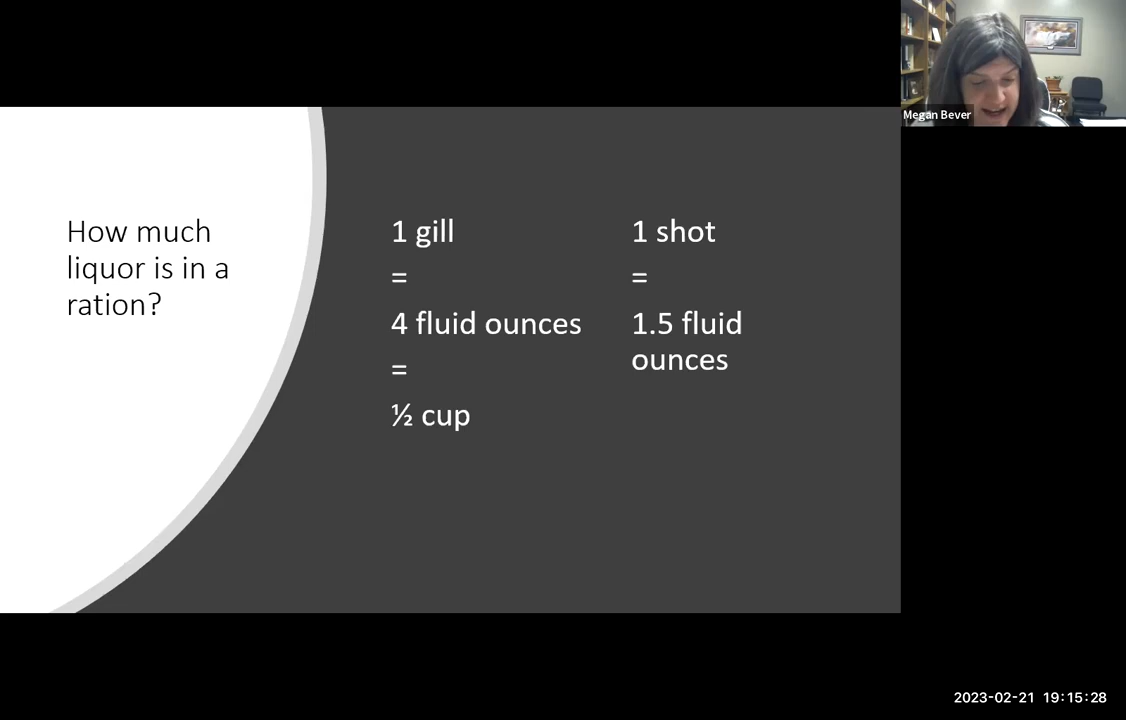 Megan Bever
How much
liquor is in a
ration?
1 gill
=
4 fluid ounces
=
½ cup
1 shot
=
1.5 fluid
ounces
2023-02-21 19:15:28